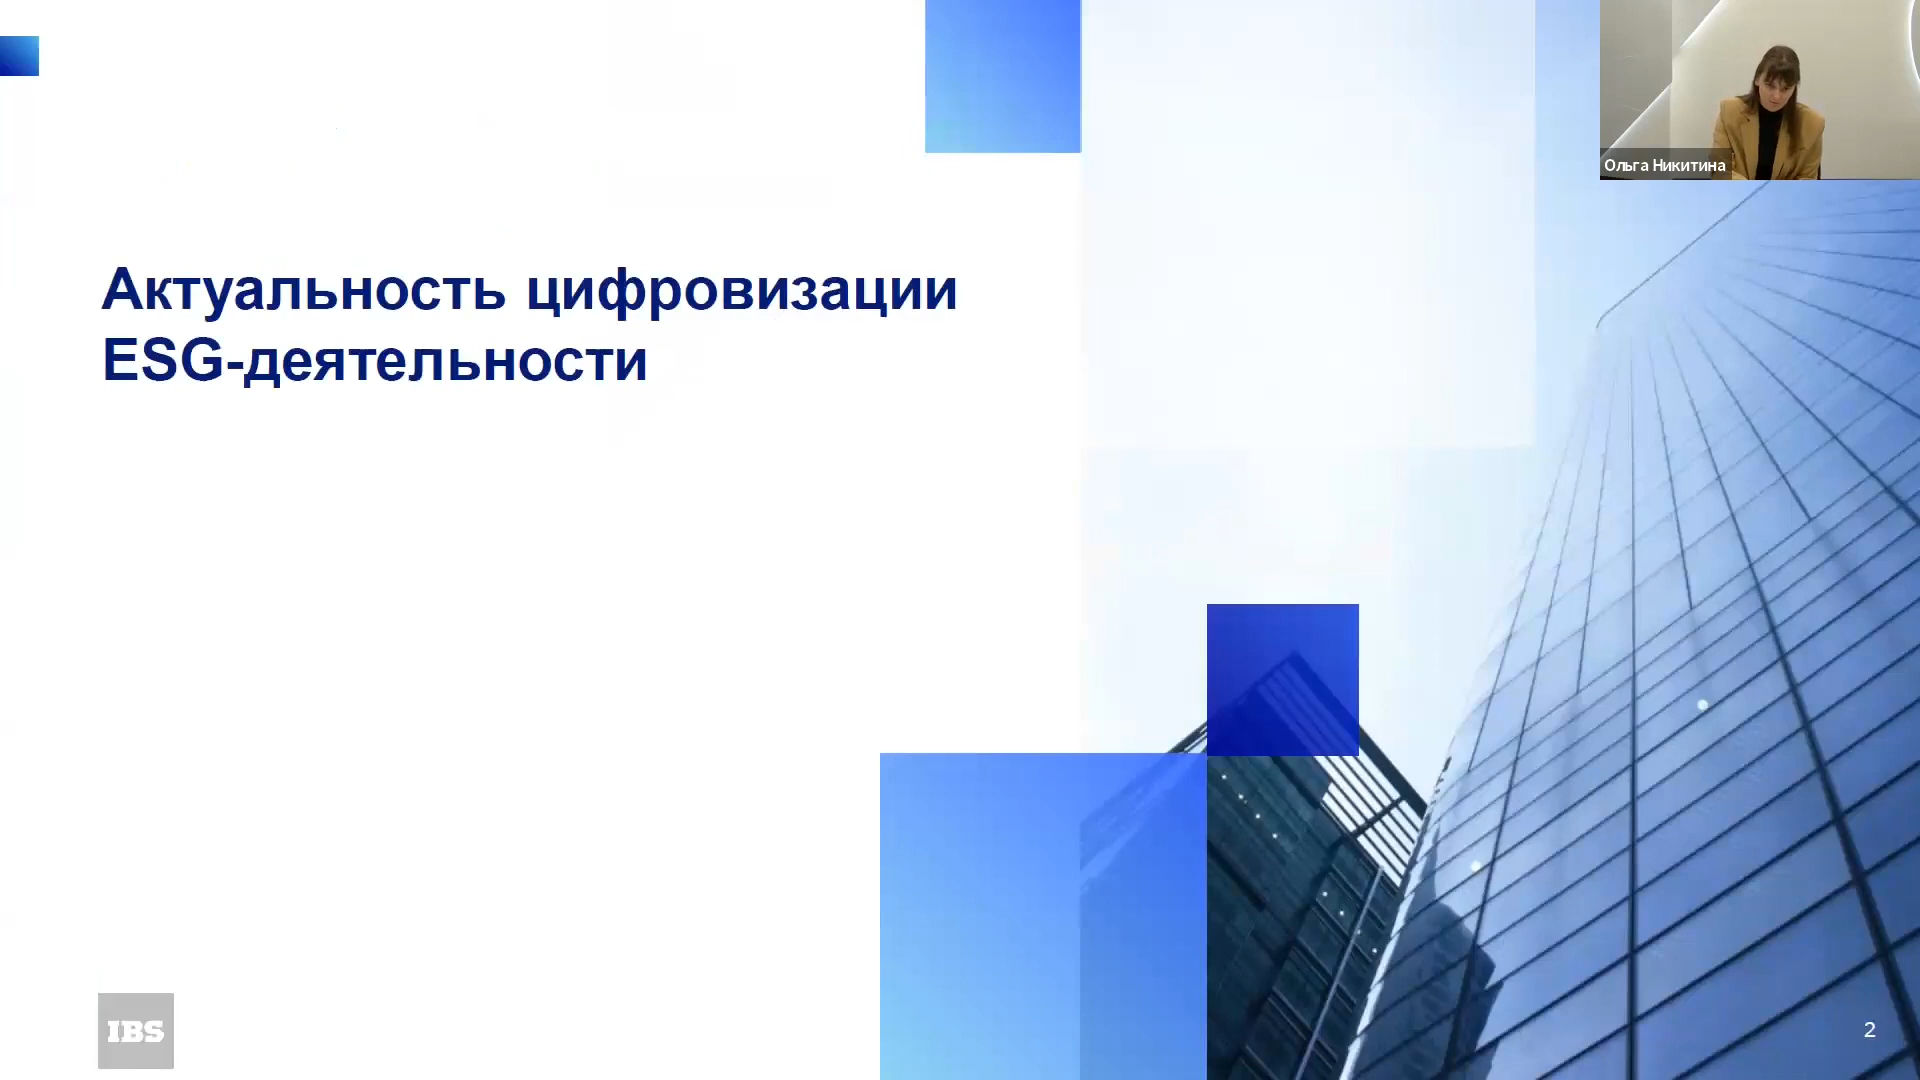 Ольга Никитина
Актуальность цифровизации
ESG-деятельности
IBS
2